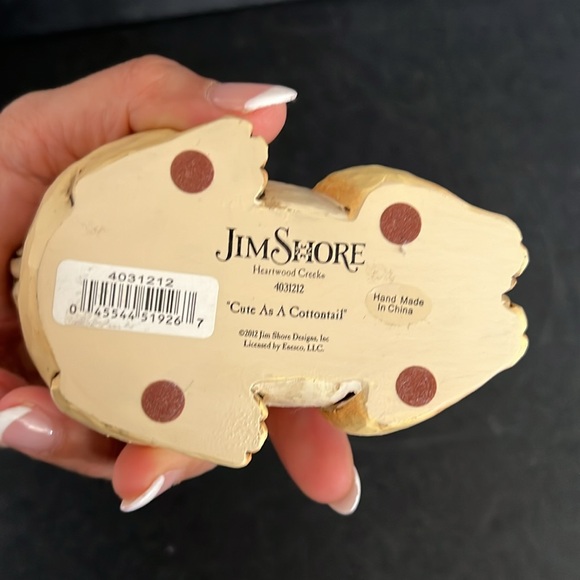 JIM SHORE
Heartwood Creek®
4031212
"Cute As A Cottontail"
©2012 Jim Shore Designs, Inc
Licensed by Enesco, LLC.
4031212
0 45544 51926 7
Hand Made
In China